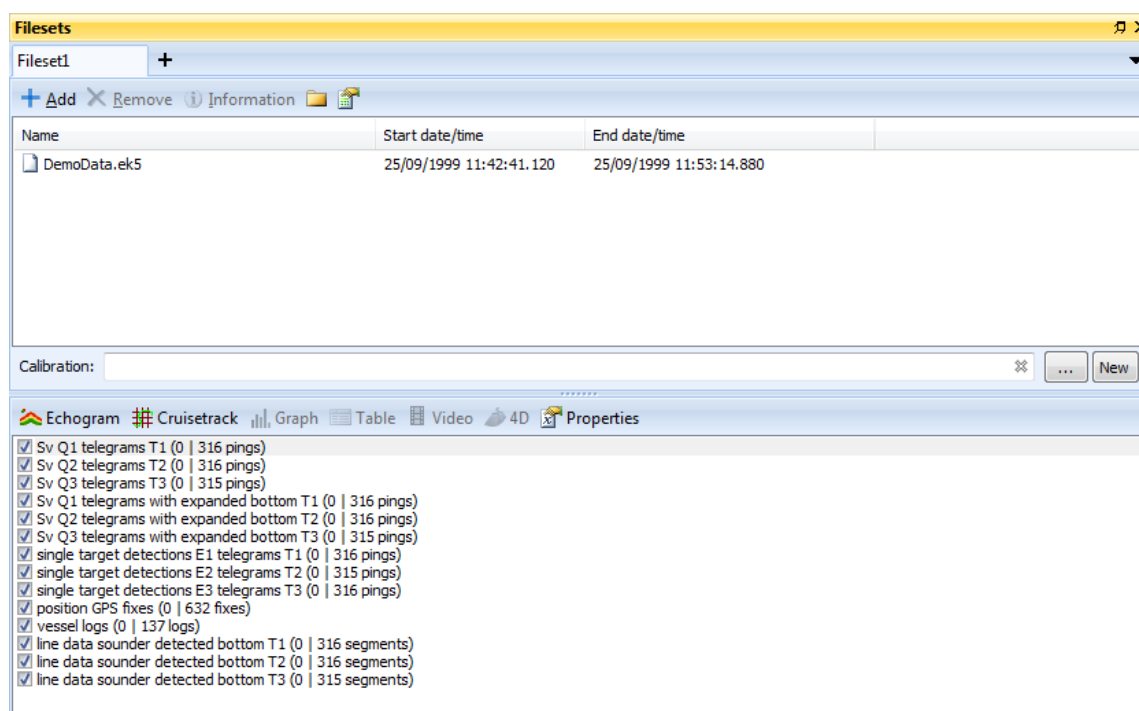 Filesets
Fileset1
Add Remove Information
Name Start date/time End date/time
DemoData.ek5 25/09/1999 11:42:41.120 25/09/1999 11:53:14.880
Calibration: ... New
Echogram Cruisetrack Graph Table Video 4D Properties
Sv Q1 telegrams T1 (0 | 316 pings)
Sv Q2 telegrams T2 (0 | 316 pings)
Sv Q3 telegrams T3 (0 | 315 pings)
Sv Q1 telegrams with expanded bottom T1 (0 | 316 pings)
Sv Q2 telegrams with expanded bottom T2 (0 | 316 pings)
Sv Q3 telegrams with expanded bottom T3 (0 | 315 pings)
single target detections E1 telegrams T1 (0 | 316 pings)
single target detections E2 telegrams T2 (0 | 315 pings)
single target detections E3 telegrams T3 (0 | 316 pings)
position GPS fixes (0 | 632 fixes)
vessel logs (0 | 137 logs)
line data sounder detected bottom T1 (0 | 316 segments)
line data sounder detected bottom T2 (0 | 316 segments)
line data sounder detected bottom T3 (0 | 315 segments)